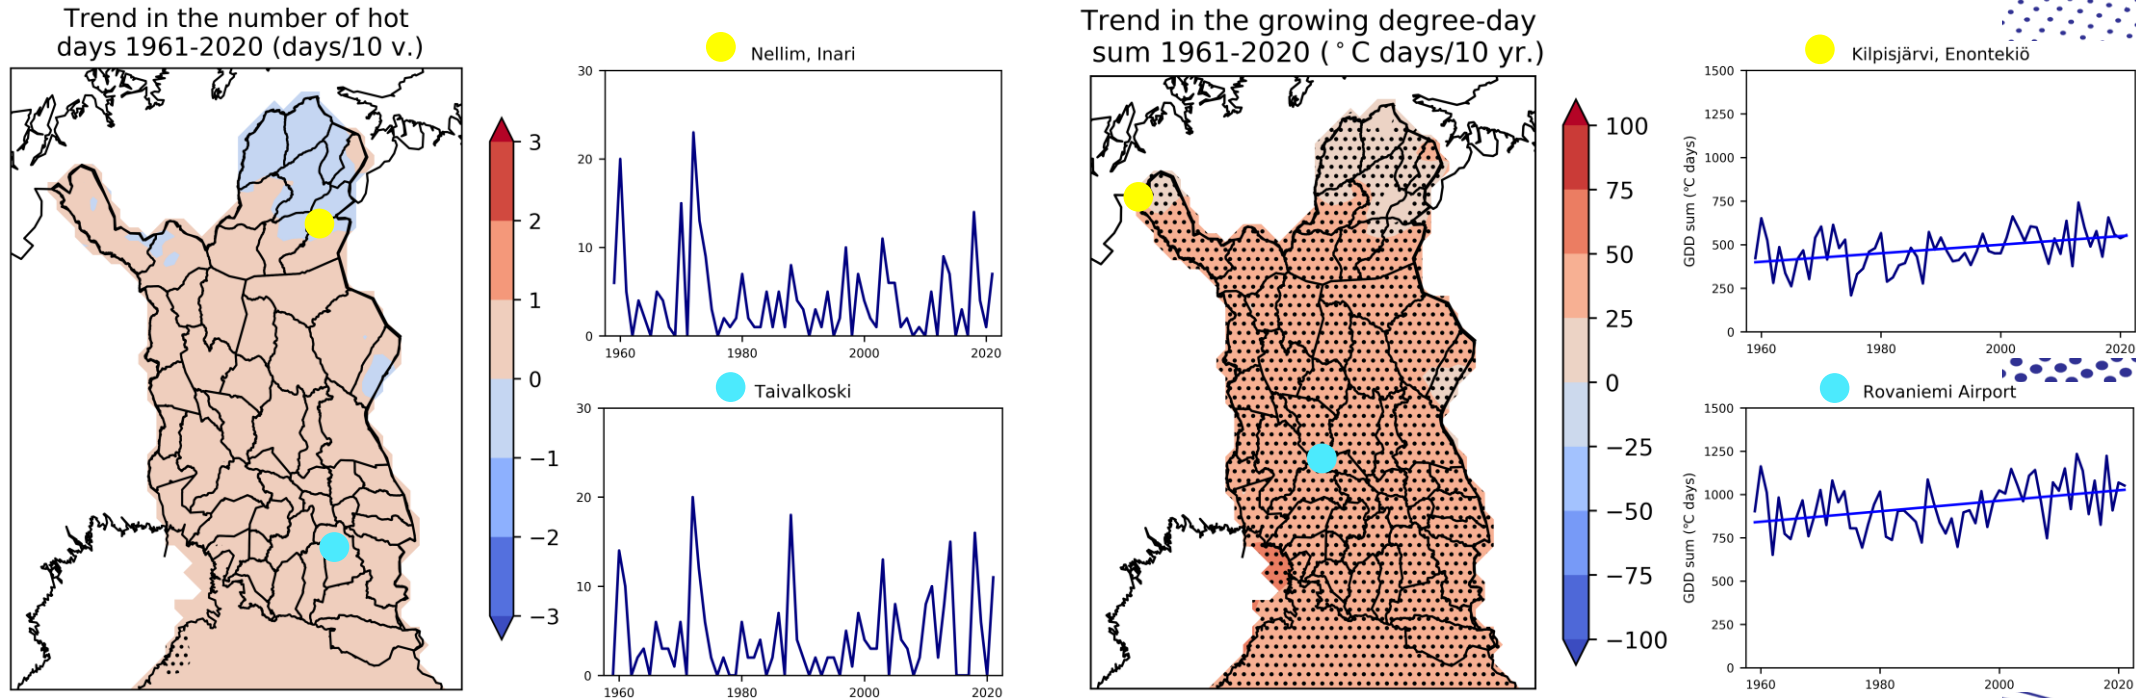 Trend in the number of hot
days 1961-2020 (days/10 v.)
3
2
1
0
−1
−2
−3
Nellim, Inari
30
20
10
0
1960 1980 2000 2020
Taivalkoski
30
20
10
0
1960 1980 2000 2020
Trend in the growing degree-day
sum 1961-2020 (°C days/10 yr.)
100
75
50
25
0
−25
−50
−75
−100
Kilpisjärvi, Enontekiö
GDD sum (°C days)
1500
1250
1000
750
500
250
0
1960 1980 2000 2020
Rovaniemi Airport
GDD sum (°C days)
1500
1250
1000
750
500
250
0
1960 1980 2000 2020